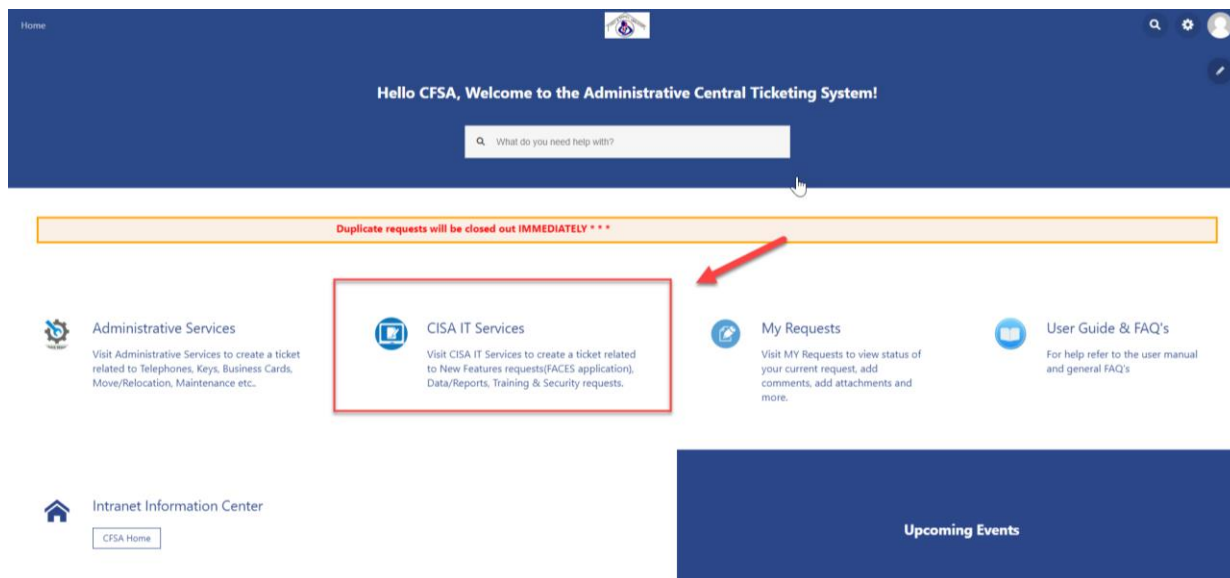 Home
Hello CFSA, Welcome to the Administrative Central Ticketing System!
What do you need help with?
Duplicate requests will be closed out IMMEDIATELY * * *
Administrative Services
Visit Administrative Services to create a ticket
related to Telephones, Keys, Business Cards,
Move/Relocation, Maintenance etc..
CISA IT Services
Visit CISA IT Services to create a ticket related
to New Features requests(FACES application),
Data/Reports, Training & Security requests.
My Requests
Visit MY Requests to view status of
your current request, add
comments, add attachments and
more.
User Guide & FAQ's
For help refer to the user manual
and general FAQ's
Intranet Information Center
CFSA Home
Upcoming Events